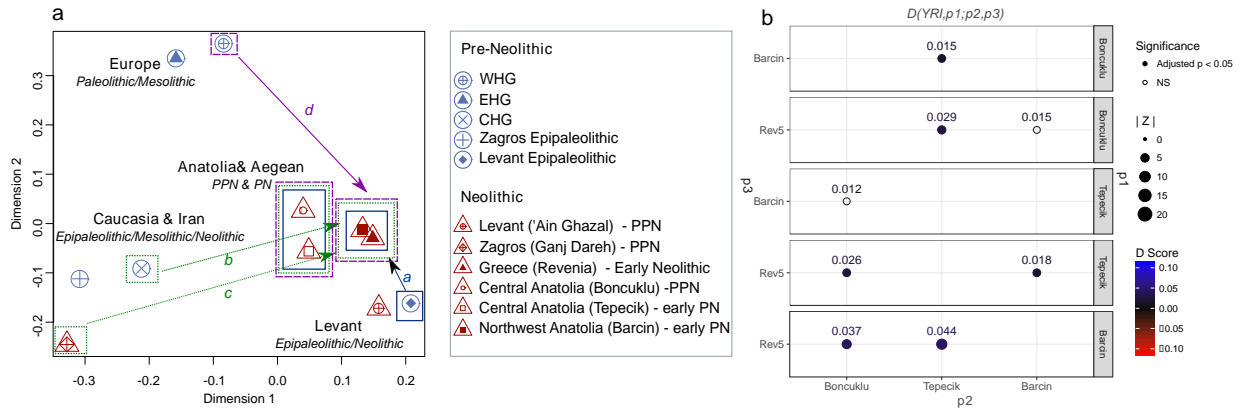 a
Europe
Paleolithic/Mesolithic
d
Anatolia& Aegean
PPN & PN
Caucasia & Iran
Epipaleolithic/Mesolithic/Neolithic
b
c
a
Levant
Epipaleolithic/Neolithic
Dimension 2
0.3
0.2
0.1
0.0
-0.1
-0.2
-0.3
-0.2
-0.1
0.0
0.1
0.2
Dimension 1
Pre-Neolithic
WHG
EHG
CHG
Zagros Epipaleolithic
Levant Epipaleolithic
Neolithic
Levant ('Ain Ghazal) - PPN
Zagros (Ganj Dareh) - PPN
Greece (Revenia) - Early Neolithic
Central Anatolia (Boncuklu) -PPN
Central Anatolia (Tepecik) - early PN
Northwest Anatolia (Barcin) - early PN
b
D(YRI,p1;p2,p3)
Barcin
0.015
Boncuklu
Rev5
0.029
0.015
Boncuklu
Barcin
0.012
Tepecik
Rev5
0.026
0.018
Tepecik
Rev5
0.037
0.044
Barcin
p3
p1
Boncuklu
Tepecik
Barcin
p2
Significance
Adjusted p < 0.05
NS
| Z |
0
5
10
15
20
D Score
0.10
0.05
0.00
▯0.05
▯0.10